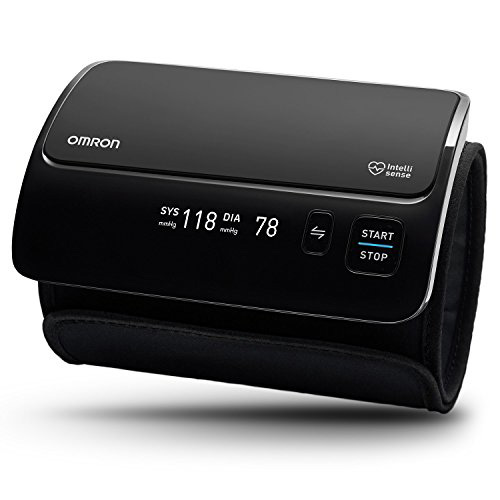 OMRON
Intelli
sense
SYS
mmHg
118
DIA
mmHg
78
START
STOP